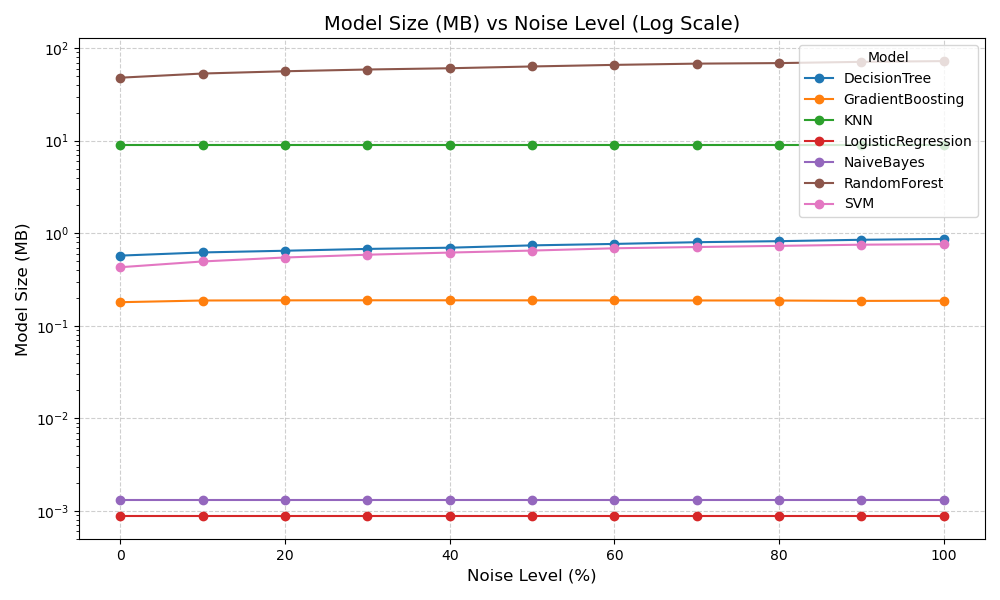 Model Size (MB) vs Noise Level (Log Scale)
Model
DecisionTree
GradientBoosting
KNN
LogisticRegression
NaiveBayes
RandomForest
SVM
Model Size (MB)
10²
10¹
10⁰
10⁻¹
10⁻²
10⁻³
0 20 40 60 80 100
Noise Level (%)